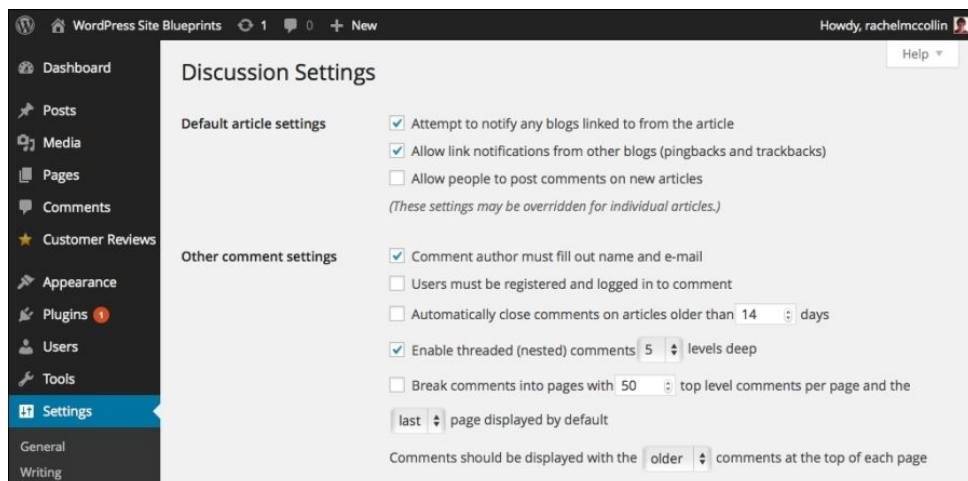 WordPress Site Blueprints 1 0 + New Howdy, rachelmccollin
Help
Dashboard
Posts
Media
Pages
Comments
Customer Reviews
Appearance
Plugins 1
Users
Tools
Settings
General
Writing
Discussion Settings
Default article settings
Attempt to notify any blogs linked to from the article
Allow link notifications from other blogs (pingbacks and trackbacks)
Allow people to post comments on new articles
(These settings may be overridden for individual articles.)
Other comment settings
Comment author must fill out name and e-mail
Users must be registered and logged in to comment
Automatically close comments on articles older than 14 days
Enable threaded (nested) comments 5 levels deep
Break comments into pages with 50 top level comments per page and the
last page displayed by default
Comments should be displayed with the older comments at the top of each page